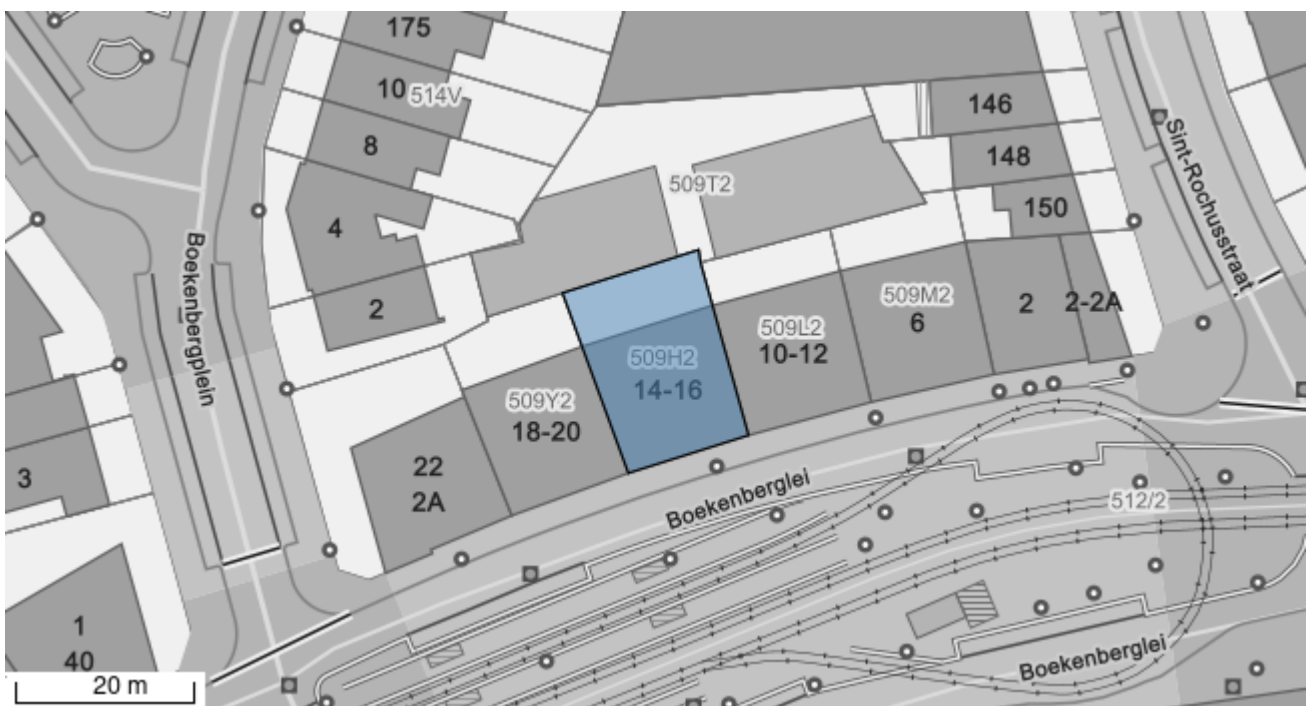 175
10
514V
8
4
2
509T2
146
148
150
Sint-Rochusstraat
Boekenbergplein
509H2
14-16
509L2
10-12
509M2
6
2
2-2A
509Y2
18-20
22
2A
3
Boekenberglei
512/2
1
40
Boekenberglei
20 m